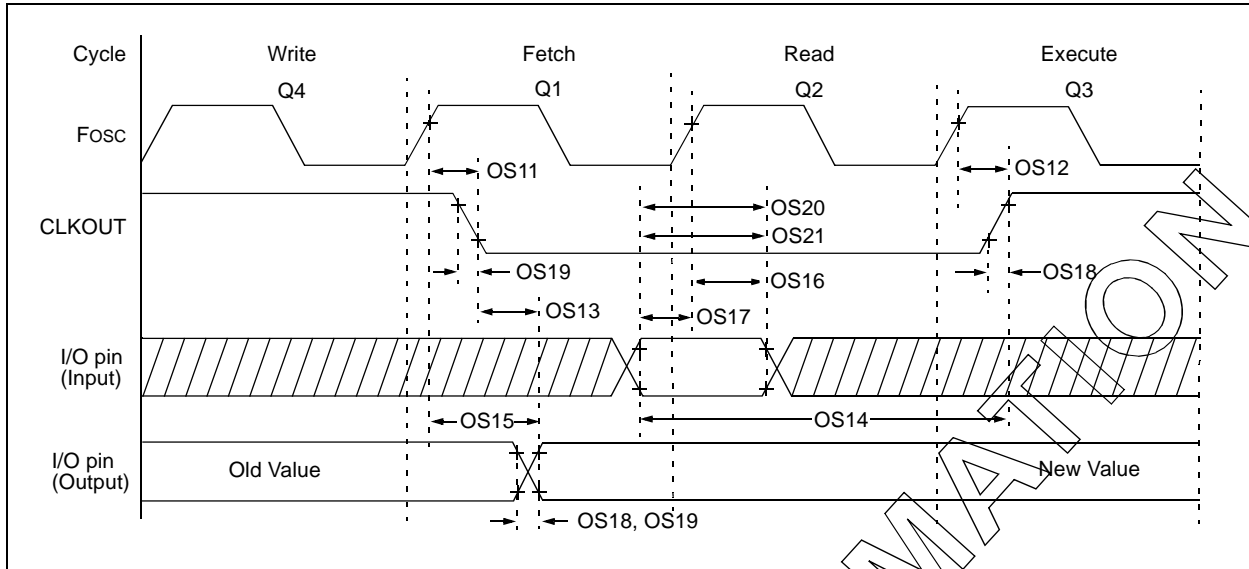 Cycle Write Fetch Read Execute
Q4 Q1 Q2 Q3
FOSC
OS11 OS12
CLKOUT
OS20
OS21
OS19 OS16 OS18
OS13 OS17
I/O pin
(Input)
OS15 OS14
I/O pin
(Output)
Old Value New Value
OS18, OS19
MATION